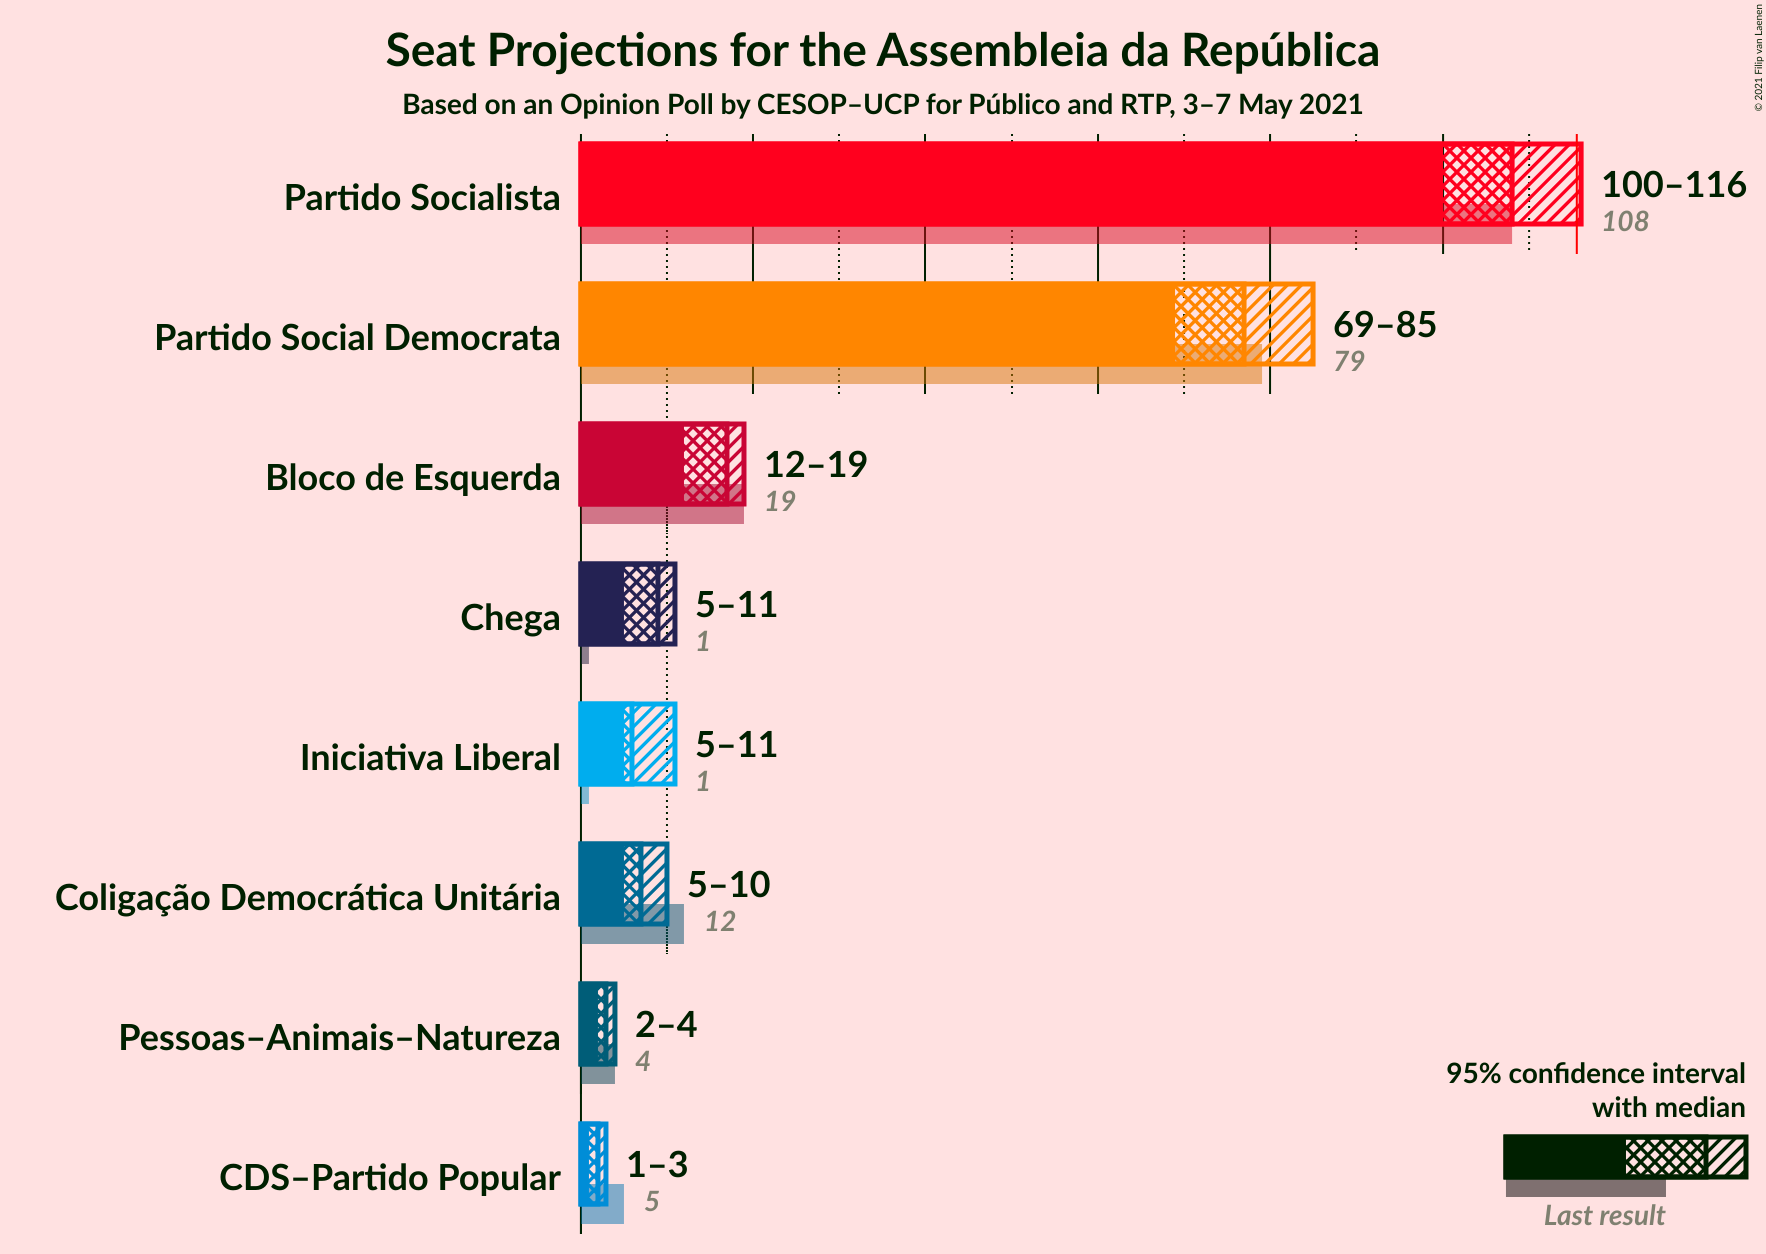 Seat Projections for the Assembleia da República
Based on an Opinion Poll by CESOP–UCP for Público and RTP, 3–7 May 2021
© 2021 Filip van Laenen
Partido Socialista
100–116
108
Partido Social Democrata
69–85
79
Bloco de Esquerda
12–19
19
Chega
5–11
1
Iniciativa Liberal
5–11
1
Coligação Democrática Unitária
5–10
12
Pessoas–Animais–Natureza
2–4
4
CDS–Partido Popular
1–3
5
95% confidence interval
with median
Last result